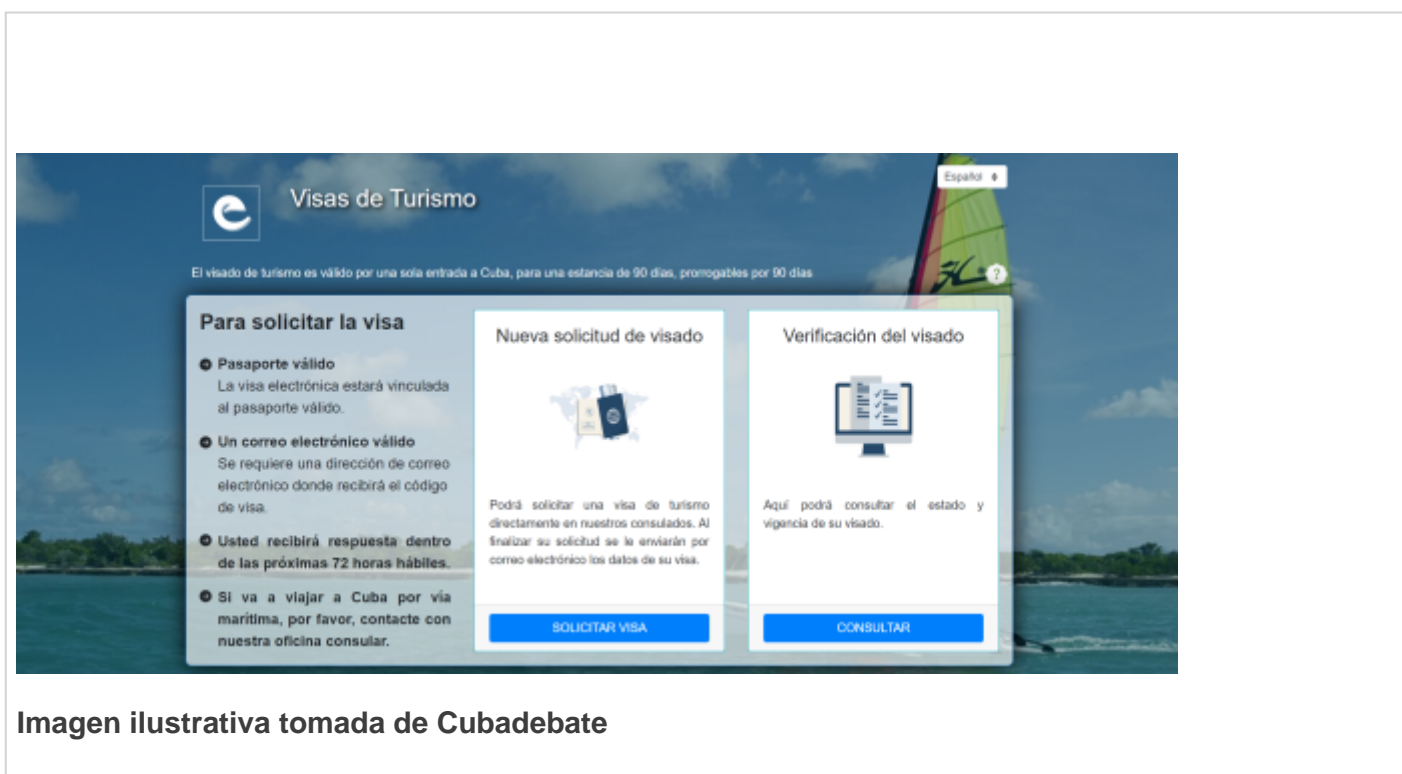 e
Visas de Turismo
Español
El visado de turismo es válido por una sola entrada a Cuba, para una estancia de 90 días, prorrogables por 90 días
?
Para solicitar la visa
Pasaporte válido
La visa electrónica estará vinculada
al pasaporte válido.
Un correo electrónico válido
Se requiere una dirección de correo
electrónico donde recibirá el código
de visa.
Usted recibirá respuesta dentro
de las próximas 72 horas hábiles.
Si va a viajar a Cuba por vía
marítima, por favor, contacte con
nuestra oficina consular.
Nueva solicitud de visado
Podrá solicitar una visa de turismo
directamente en nuestros consulados. Al
finalizar su solicitud se le enviarán por
correo electrónico los datos de su visa.
SOLICITAR VISA
Verificación del visado
Aquí podrá consultar el estado y
vigencia de su visado.
CONSULTAR
Imagen ilustrativa tomada de Cubadebate